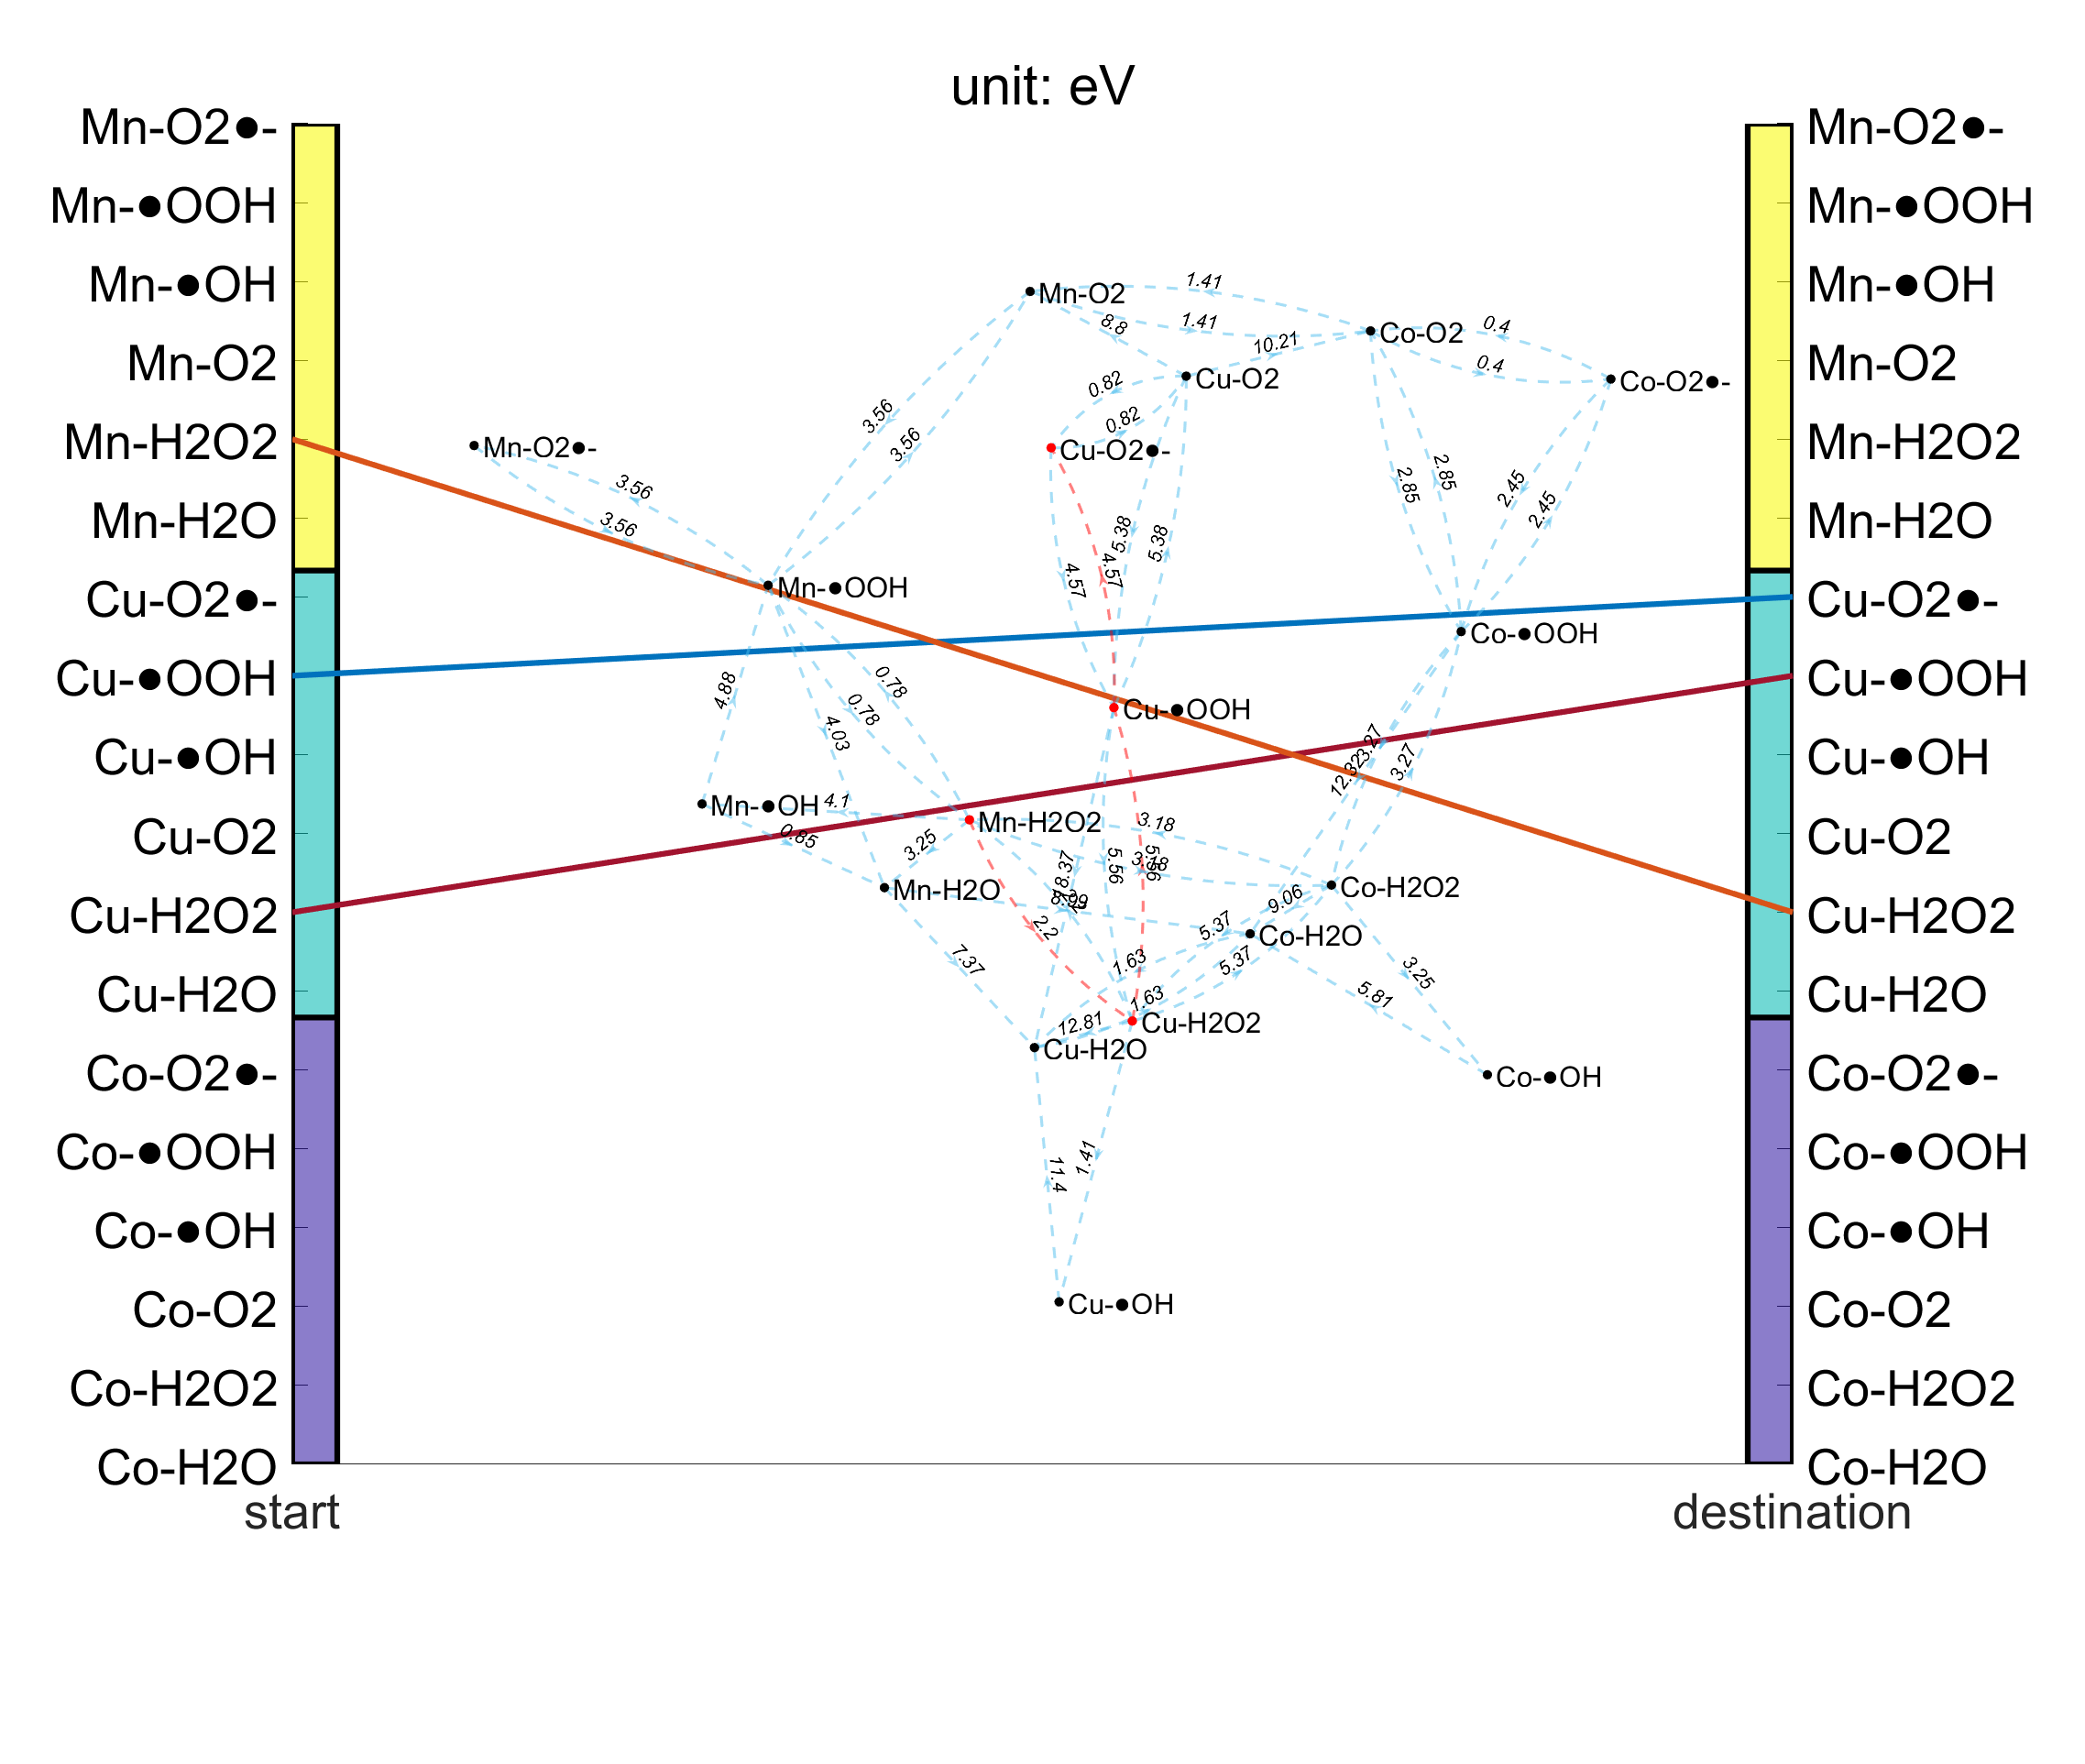 unit: eV
Mn-O2●-
Mn-●OOH
Mn-●OH
Mn-O2
Mn-H2O2
Mn-H2O
Cu-O2●-
Cu-●OOH
Cu-●OH
Cu-O2
Cu-H2O2
Cu-H2O
Co-O2●-
Co-●OOH
Co-●OH
Co-O2
Co-H2O2
Co-H2O
start
1.41
Mn-O2
1.41
8.8
10.21
Co-O2
0.4
0.4
Cu-O2
Co-O2●-
0.82
0.82
3.56
3.56
Mn-O2●-
Cu-O2●-
3.56
3.56
2.85
2.85
2.45
2.45
5.38
5.38
4.57
4.57
Mn-●OOH
Co-●OOH
4.88
0.78
0.78
4.03
Cu-●OOH
12.32
3.27
3.27
Mn-●OH
4.1
0.85
Mn-H2O2
3.18
3.18
3.25
5.56
5.56
8.37
Mn-H2O
8.99
Co-H2O2
9.06
2.2
5.37
5.37
Co-H2O
7.37
1.63
1.63
3.25
5.81
12.81
Cu-H2O2
Cu-H2O
Co-●OH
11.4
1.41
Cu-●OH
Mn-O2●-
Mn-●OOH
Mn-●OH
Mn-O2
Mn-H2O2
Mn-H2O
Cu-O2●-
Cu-●OOH
Cu-●OH
Cu-O2
Cu-H2O2
Cu-H2O
Co-O2●-
Co-●OOH
Co-●OH
Co-O2
Co-H2O2
Co-H2O
destination